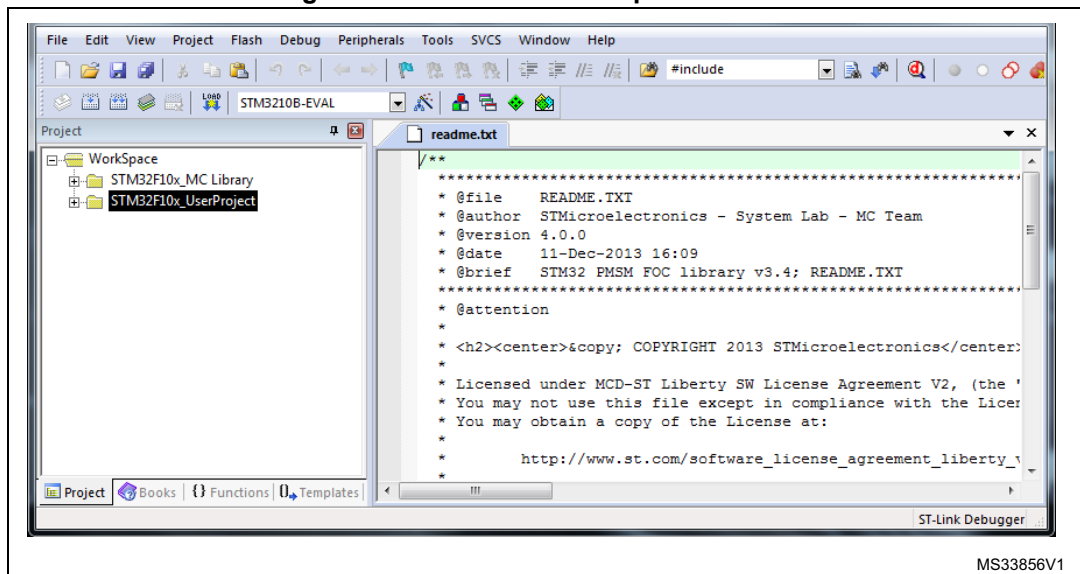 File Edit View Project Flash Debug Peripherals Tools SVCS Window Help
#include
LOAD STM3210B-EVAL
Project
readme.txt
WorkSpace
STM32F10x_MC Library
STM32F10x_UserProject
/**
******************************************************************
* @file README.TXT
* @author STMicroelectronics - System Lab - MC Team
* @version 4.0.0
* @date 11-Dec-2013 16:09
* @brief STM32 PMSM FOC library v3.4; README.TXT
******************************************************************
* @attention
*
* <h2><center>&copy; COPYRIGHT 2013 STMicroelectronics</center>
*
* Licensed under MCD-ST Liberty SW License Agreement V2, (the "
* You may not use this file except in compliance with the Licen
* You may obtain a copy of the License at:
*
* http://www.st.com/software_license_agreement_liberty_v
*
Project Books {} Functions 0 Templates
ST-Link Debugger
MS33856V1